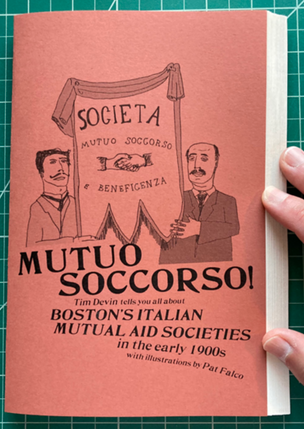 SOCIETA
MUTUO SOCCORSO
E BENEFICENZA
MUTUO
SOCCORSO!
Tim Devin tells you all about
BOSTON'S ITALIAN
MUTUAL AID SOCIETIES
in the early 1900s
with illustrations by Pat Falco